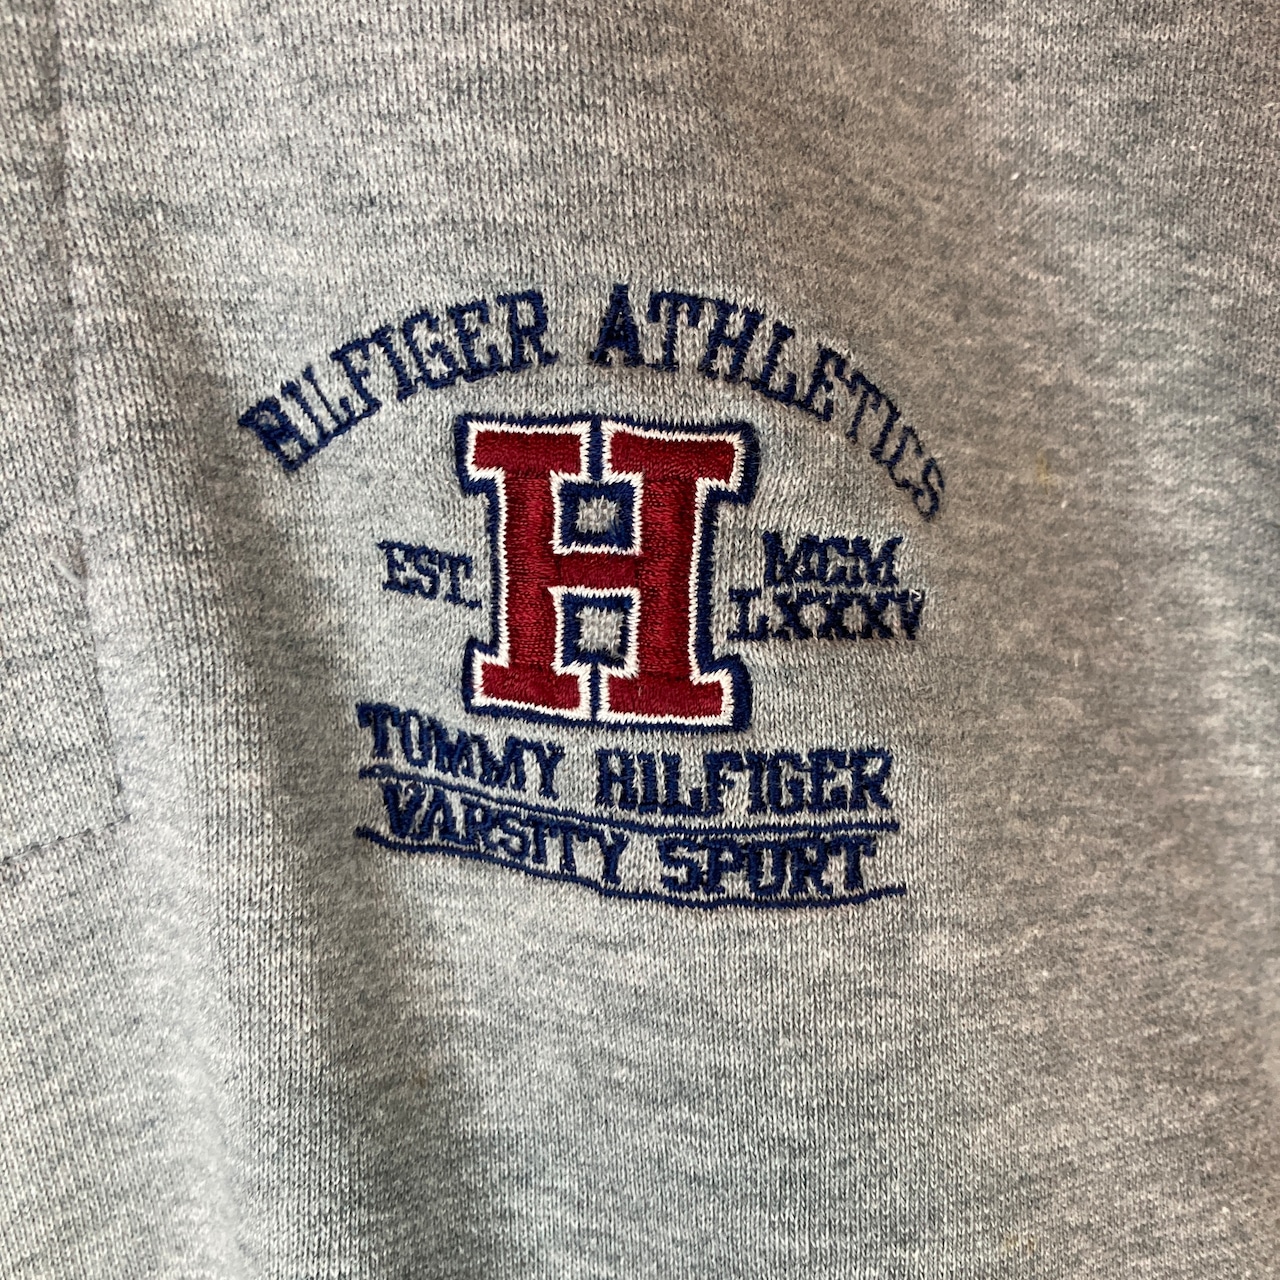 HILFIGER ATHLETICS
H
EST. MCM
LXXXV
TOMMY HILFIGER
VARSITY SPORT